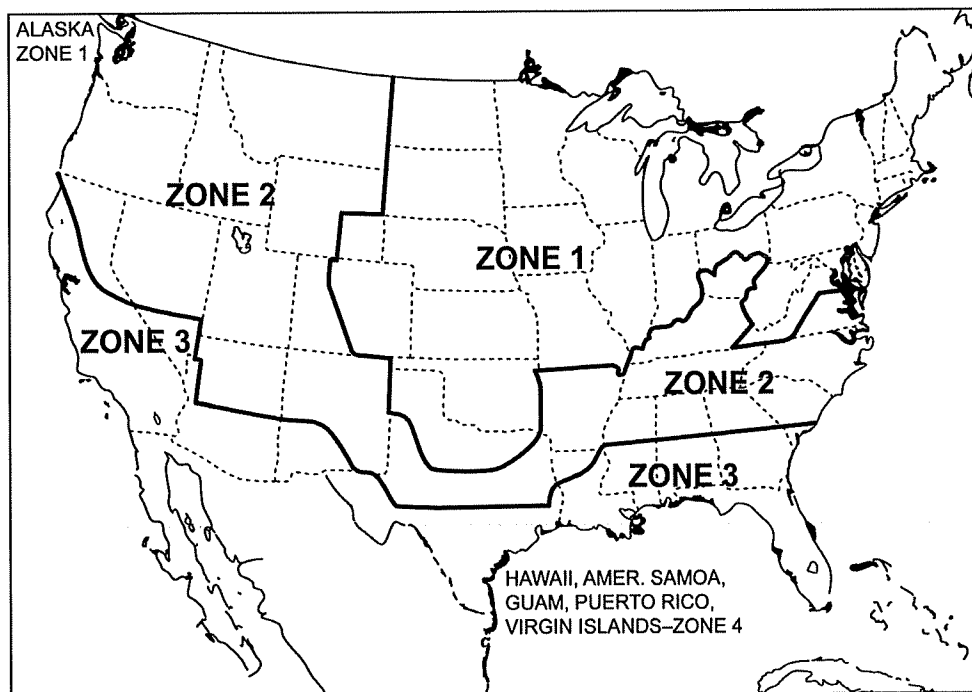 ALASKA
ZONE 1
ZONE 2
ZONE 1
ZONE 3
ZONE 2
ZONE 3
HAWAII, AMER. SAMOA,
GUAM, PUERTO RICO,
VIRGIN ISLANDS–ZONE 4